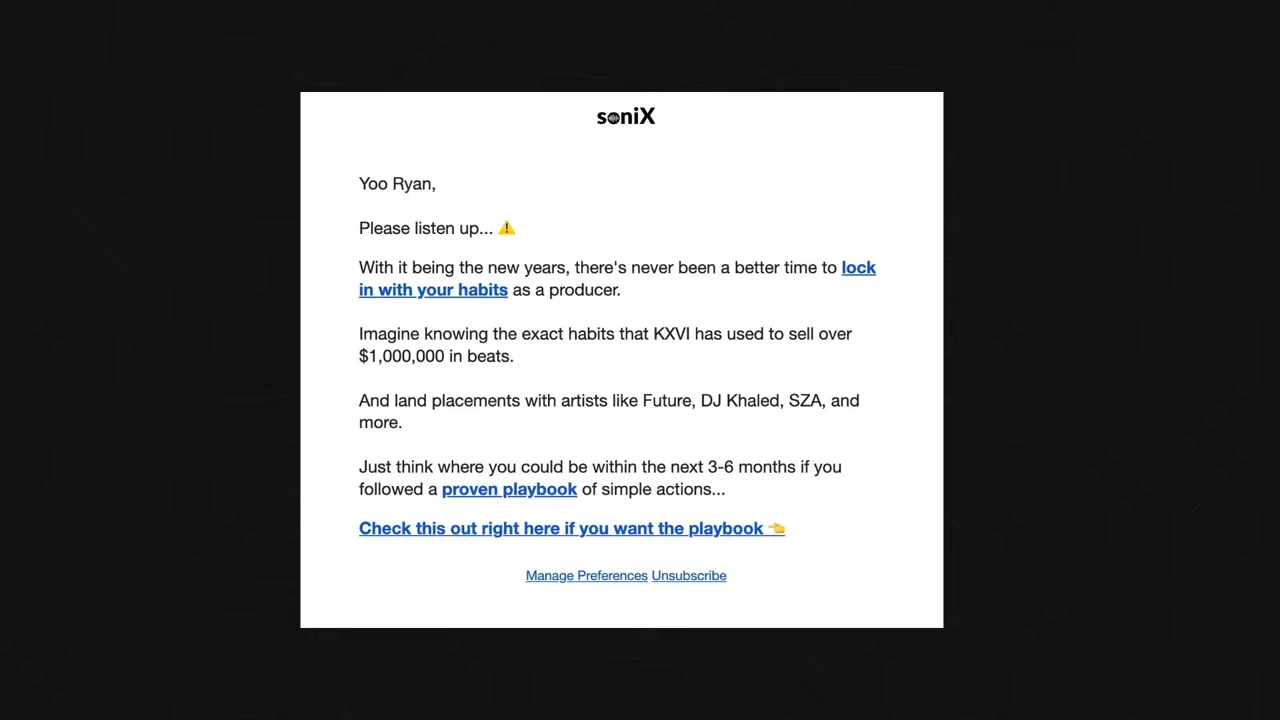 soniX
Yoo Ryan,
Please listen up... ⚠️
With it being the new years, there's never been a better time to lock
in with your habits as a producer.
Imagine knowing the exact habits that KXVI has used to sell over
$1,000,000 in beats.
And land placements with artists like Future, DJ Khaled, SZA, and
more.
Just think where you could be within the next 3-6 months if you
followed a proven playbook of simple actions...
Check this out right here if you want the playbook 👈
Manage Preferences Unsubscribe